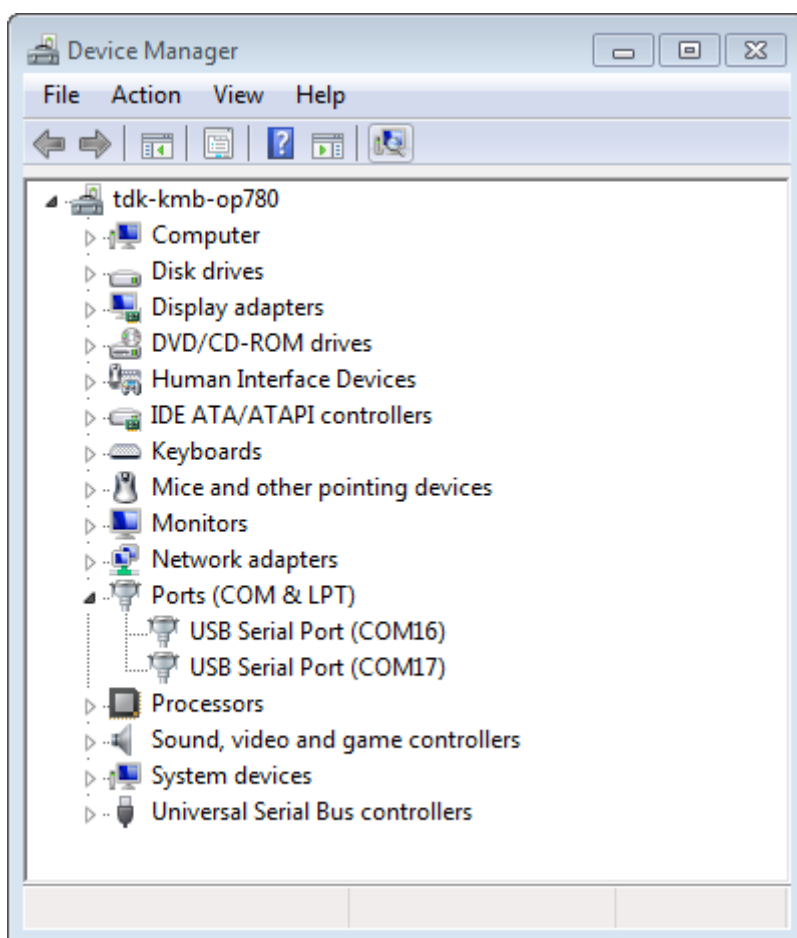 Device Manager
File Action View Help
?
tdk-kmb-op780
Computer
Disk drives
Display adapters
DVD/CD-ROM drives
Human Interface Devices
IDE ATA/ATAPI controllers
Keyboards
Mice and other pointing devices
Monitors
Network adapters
Ports (COM & LPT)
USB Serial Port (COM16)
USB Serial Port (COM17)
Processors
Sound, video and game controllers
System devices
Universal Serial Bus controllers